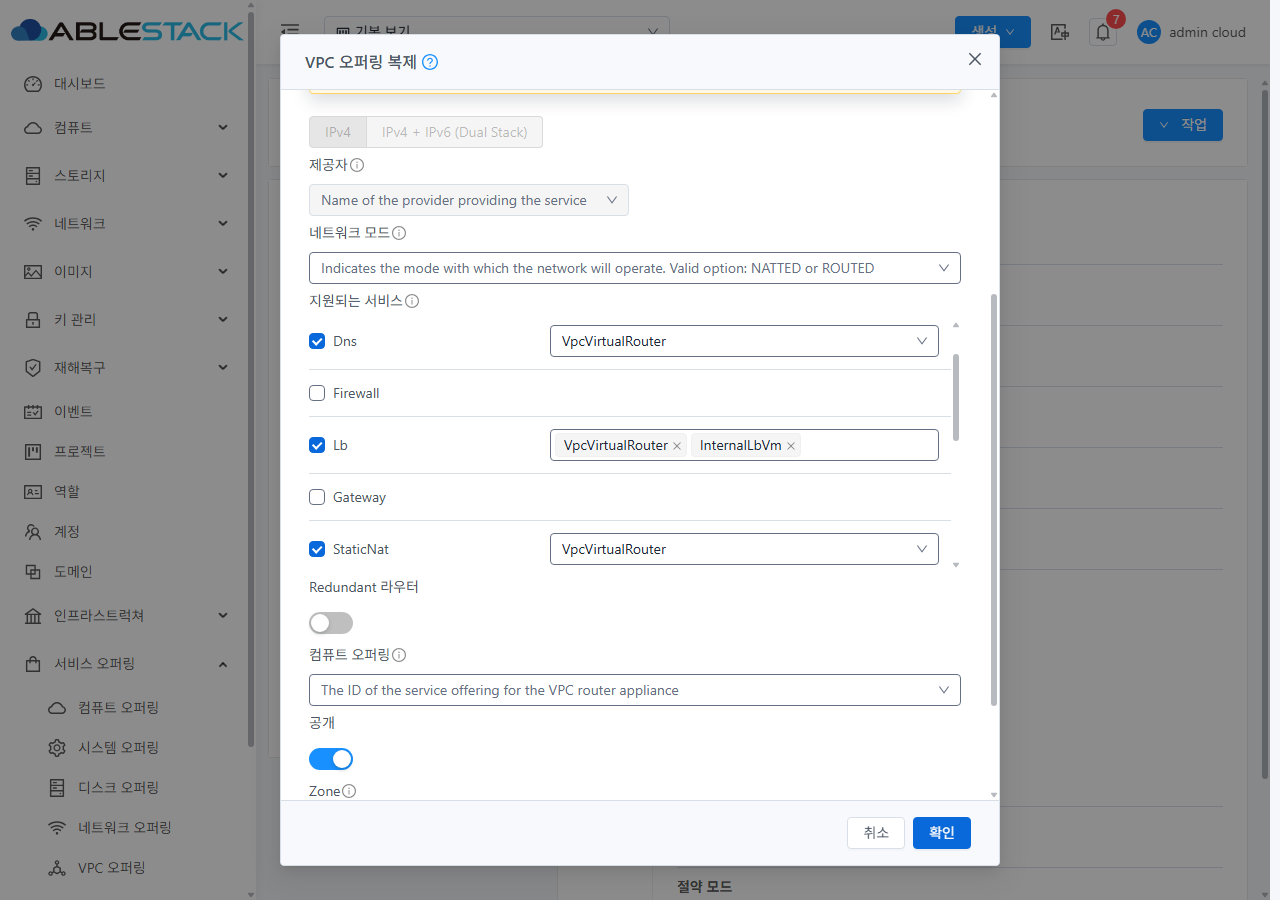 ABLESTACK
기본 보기
생성
7
AC
admin cloud
대시보드
컴퓨트
스토리지
네트워크
이미지
키 관리
재해복구
이벤트
프로젝트
역할
계정
도메인
인프라스트럭쳐
서비스 오퍼링
컴퓨트 오퍼링
시스템 오퍼링
디스크 오퍼링
네트워크 오퍼링
VPC 오퍼링
작업
VPC 오퍼링 복제
IPv4
IPv4 + IPv6 (Dual Stack)
제공자
Name of the provider providing the service
네트워크 모드
Indicates the mode with which the network will operate. Valid option: NATTED or ROUTED
지원되는 서비스
Dns
VpcVirtualRouter
Firewall
Lb
VpcVirtualRouter
InternalLbVm
Gateway
StaticNat
VpcVirtualRouter
Redundant 라우터
컴퓨트 오퍼링
The ID of the service offering for the VPC router appliance
공개
Zone
취소
확인
절약 모드